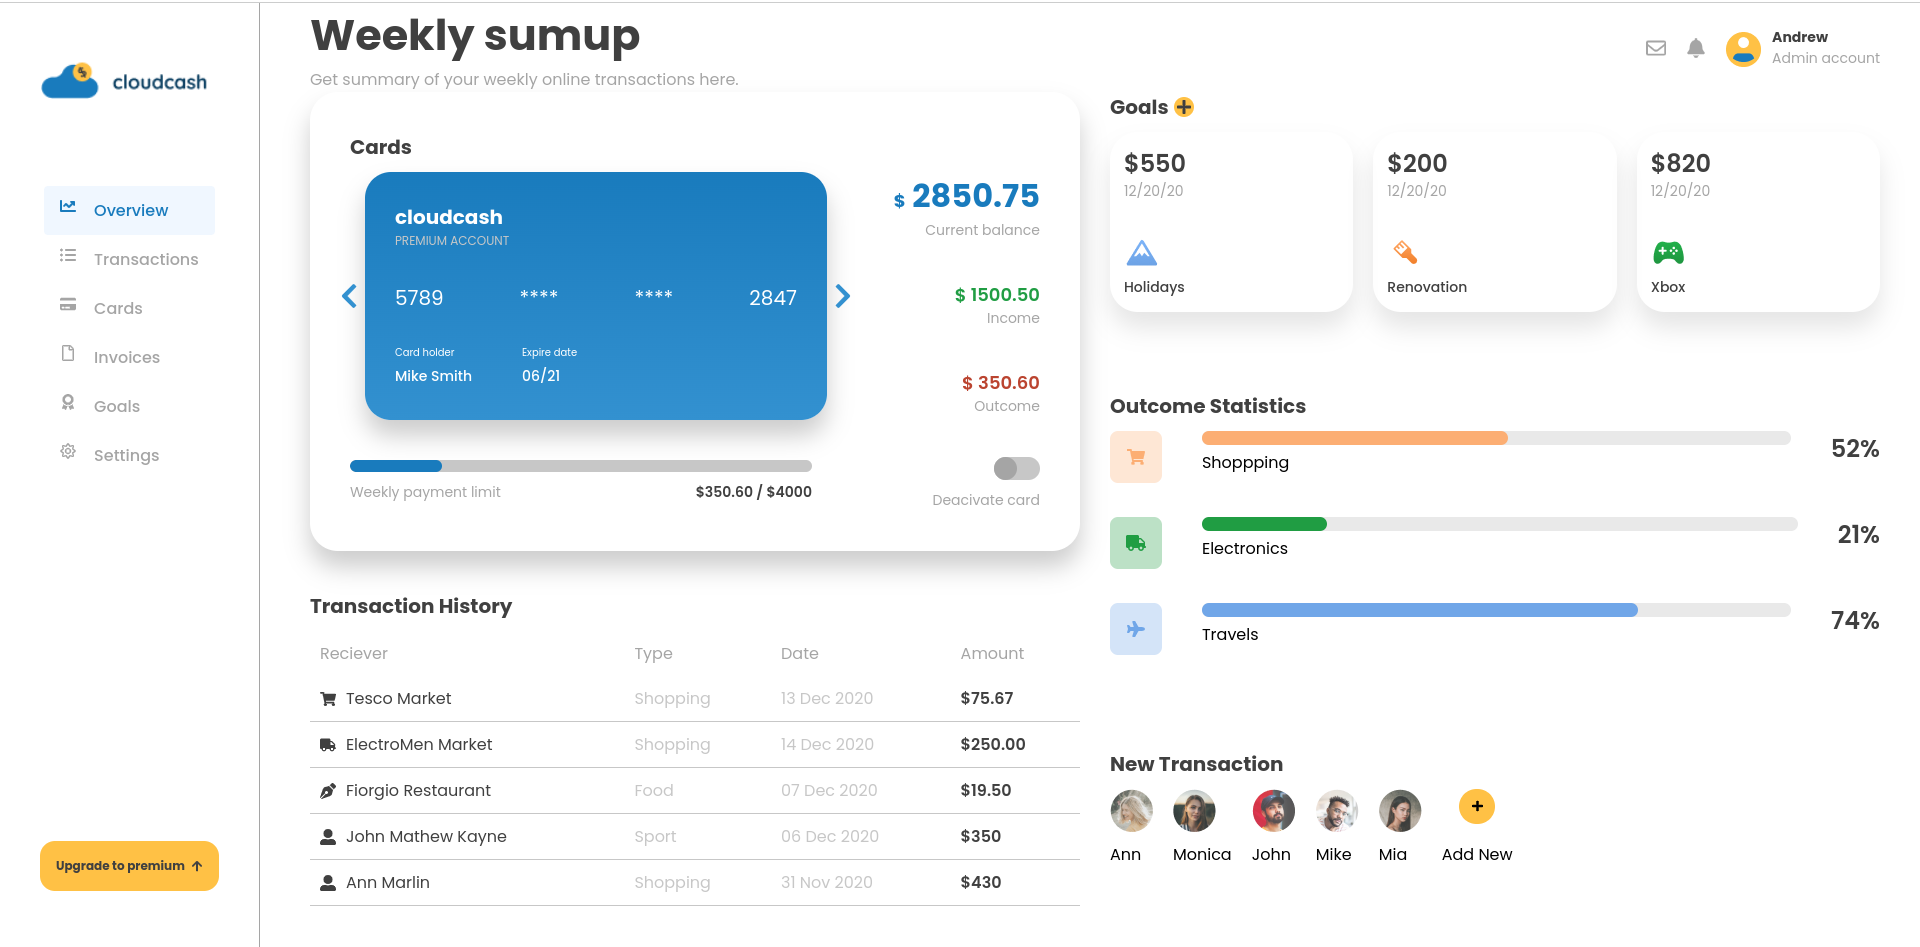 cloudcash
Overview
Transactions
Cards
Invoices
Goals
Settings
Upgrade to premium
Weekly sumup
Get summary of your weekly online transactions here.
Cards
cloudcash
PREMIUM ACCOUNT
5789 **** **** 2847
Card holder Expire date
Mike Smith 06/21
Weekly payment limit $350.60 / $4000
$ 2850.75
Current balance
$ 1500.50
Income
$ 350.60
Outcome
Deacivate card
Transaction History
Reciever Type Date Amount
Tesco Market Shopping 13 Dec 2020 $75.67
ElectroMen Market Shopping 14 Dec 2020 $250.00
Fiorgio Restaurant Food 07 Dec 2020 $19.50
John Mathew Kayne Sport 06 Dec 2020 $350
Ann Marlin Shopping 31 Nov 2020 $430
Andrew
Admin account
Goals
$550
12/20/20
Holidays
$200
12/20/20
Renovation
$820
12/20/20
Xbox
Outcome Statistics
Shoppping 52%
Electronics 21%
Travels 74%
New Transaction
Ann Monica John Mike Mia Add New